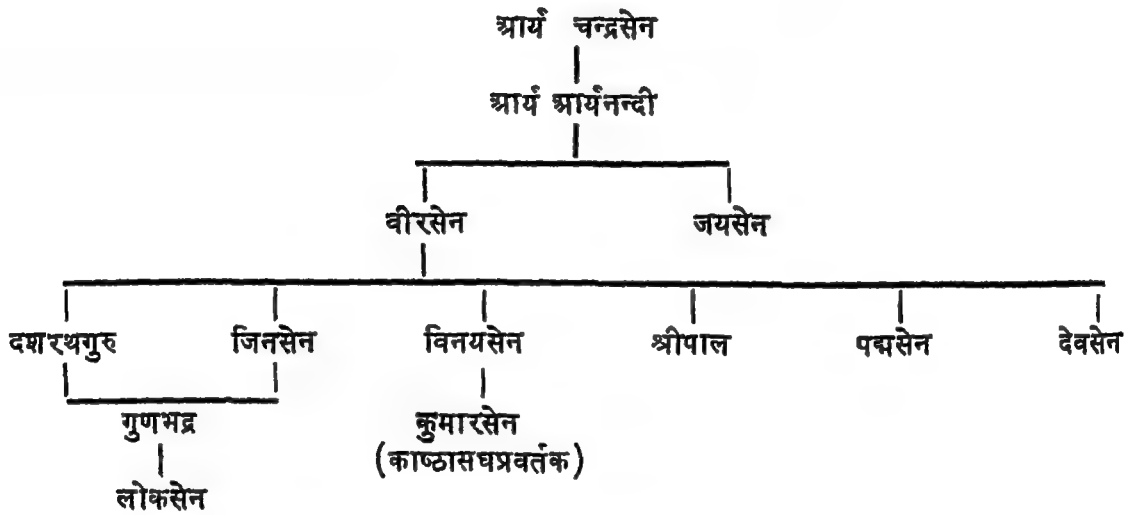 आर्य चन्द्रसेन
आर्य आर्यनन्दी
वीरसेन जयसेन
दशरथगुरु जिनसेन विनयसेन श्रीपाल पद्मसेन देवसेन
गुणभद्र कुमारसेन
(काष्ठासघप्रवर्तक)
लोकसेन